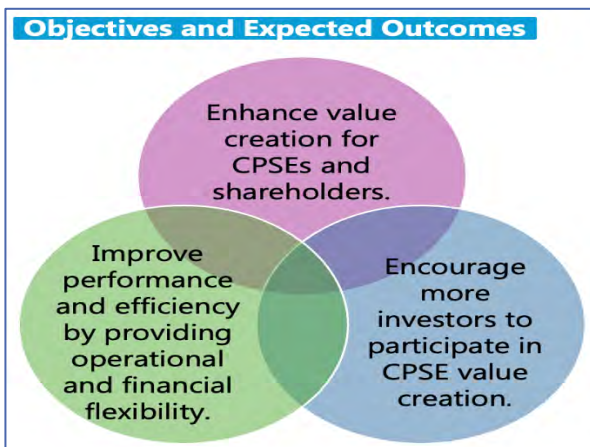 Objectives and Expected Outcomes
Enhance value
creation for
CPSEs and
shareholders.
Improve
performance
and efficiency
by providing
operational
and financial
flexibility.
Encourage
more
investors to
participate in
CPSE value
creation.